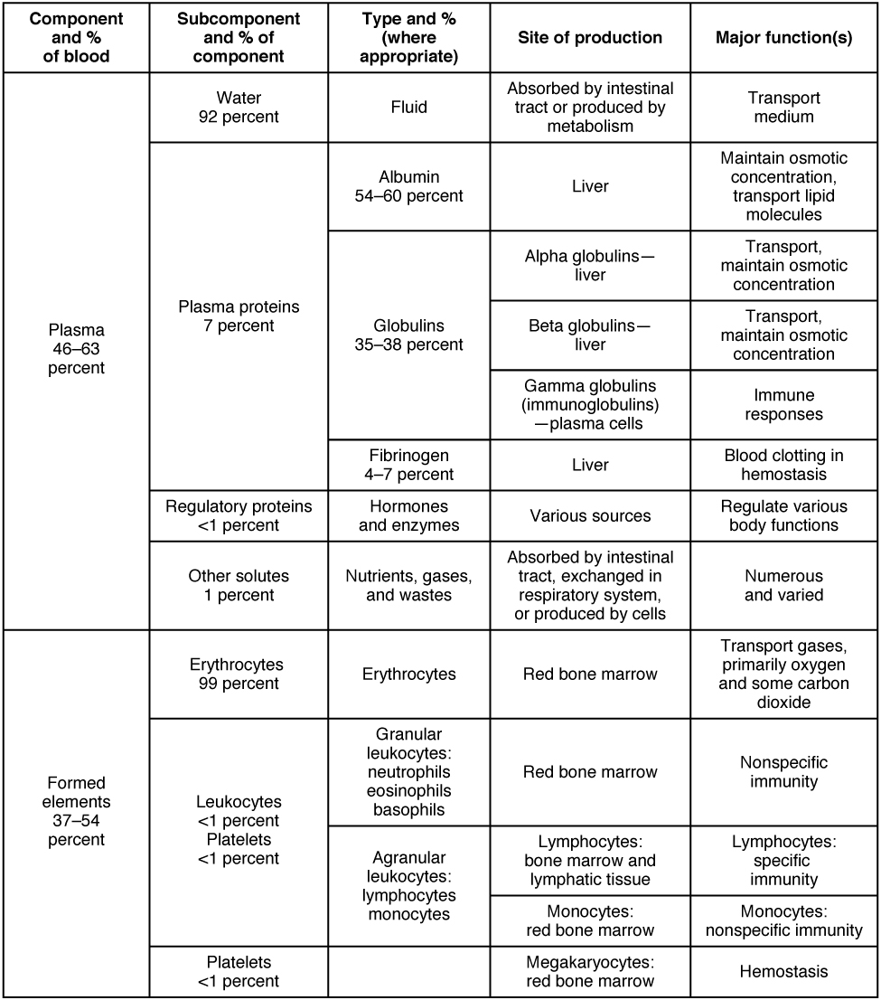 Component
and %
of blood
Subcomponent
and % of
component
Type and %
(where
appropriate)
Site of production
Major function(s)
Plasma
46–63
percent
Water
92 percent
Fluid
Absorbed by intestinal
tract or produced by
metabolism
Transport
medium
Plasma proteins
7 percent
Albumin
54–60 percent
Liver
Maintain osmotic
concentration,
transport lipid
molecules
Globulins
35–38 percent
Alpha globulins—
liver
Transport,
maintain osmotic
concentration
Beta globulins—
liver
Transport,
maintain osmotic
concentration
Gamma globulins
(immunoglobulins)
—plasma cells
Immune
responses
Fibrinogen
4–7 percent
Liver
Blood clotting in
hemostasis
Regulatory proteins
<1 percent
Hormones
and enzymes
Various sources
Regulate various
body functions
Other solutes
1 percent
Nutrients, gases,
and wastes
Absorbed by intestinal
tract, exchanged in
respiratory system,
or produced by cells
Numerous
and varied
Formed
elements
37–54
percent
Erythrocytes
99 percent
Erythrocytes
Red bone marrow
Transport gases,
primarily oxygen
and some carbon
dioxide
Leukocytes
<1 percent
Platelets
<1 percent
Granular
leukocytes:
neutrophils
eosinophils
basophils
Red bone marrow
Nonspecific
immunity
Agranular
leukocytes:
lymphocytes
monocytes
Lymphocytes:
bone marrow and
lymphatic tissue
Lymphocytes:
specific
immunity
Monocytes:
red bone marrow
Monocytes:
nonspecific immunity
Platelets
<1 percent
Megakaryocytes:
red bone marrow
Hemostasis